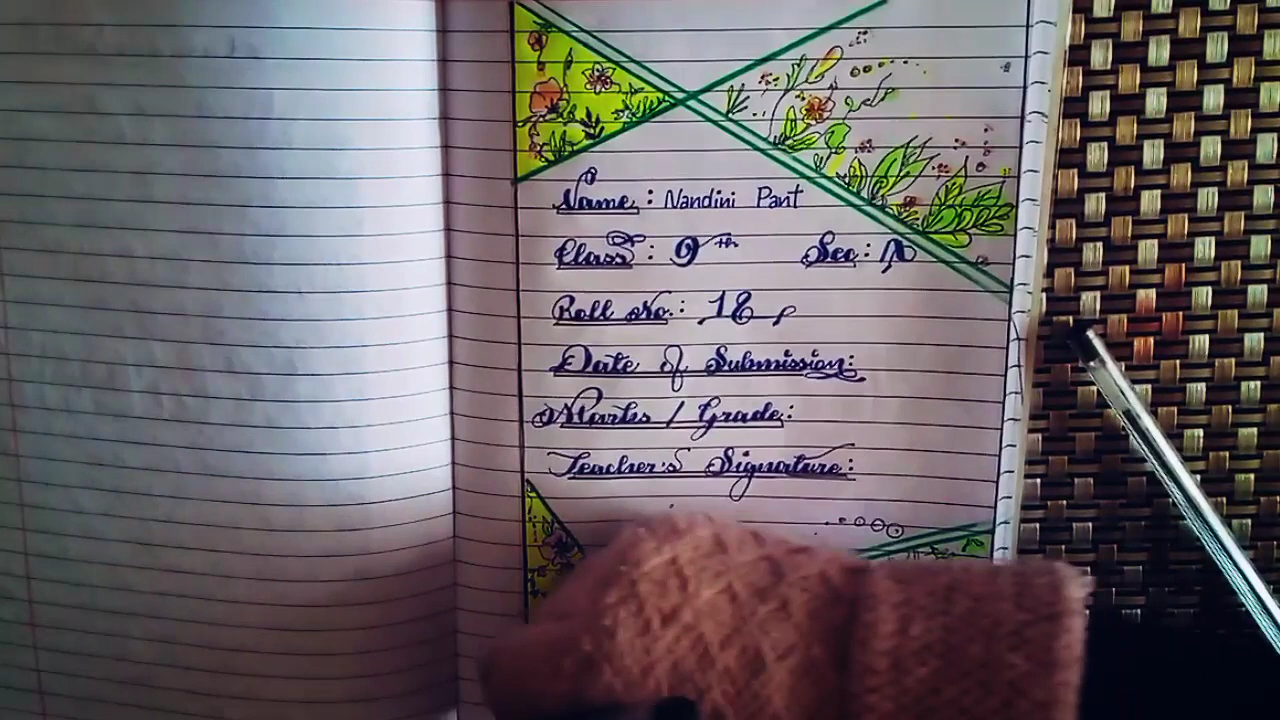 Name : Nandini Pant
Class : 9th Sec : A
Roll No. : 18
Date of Submission:
Marks / Grade:
Teacher's Signature: